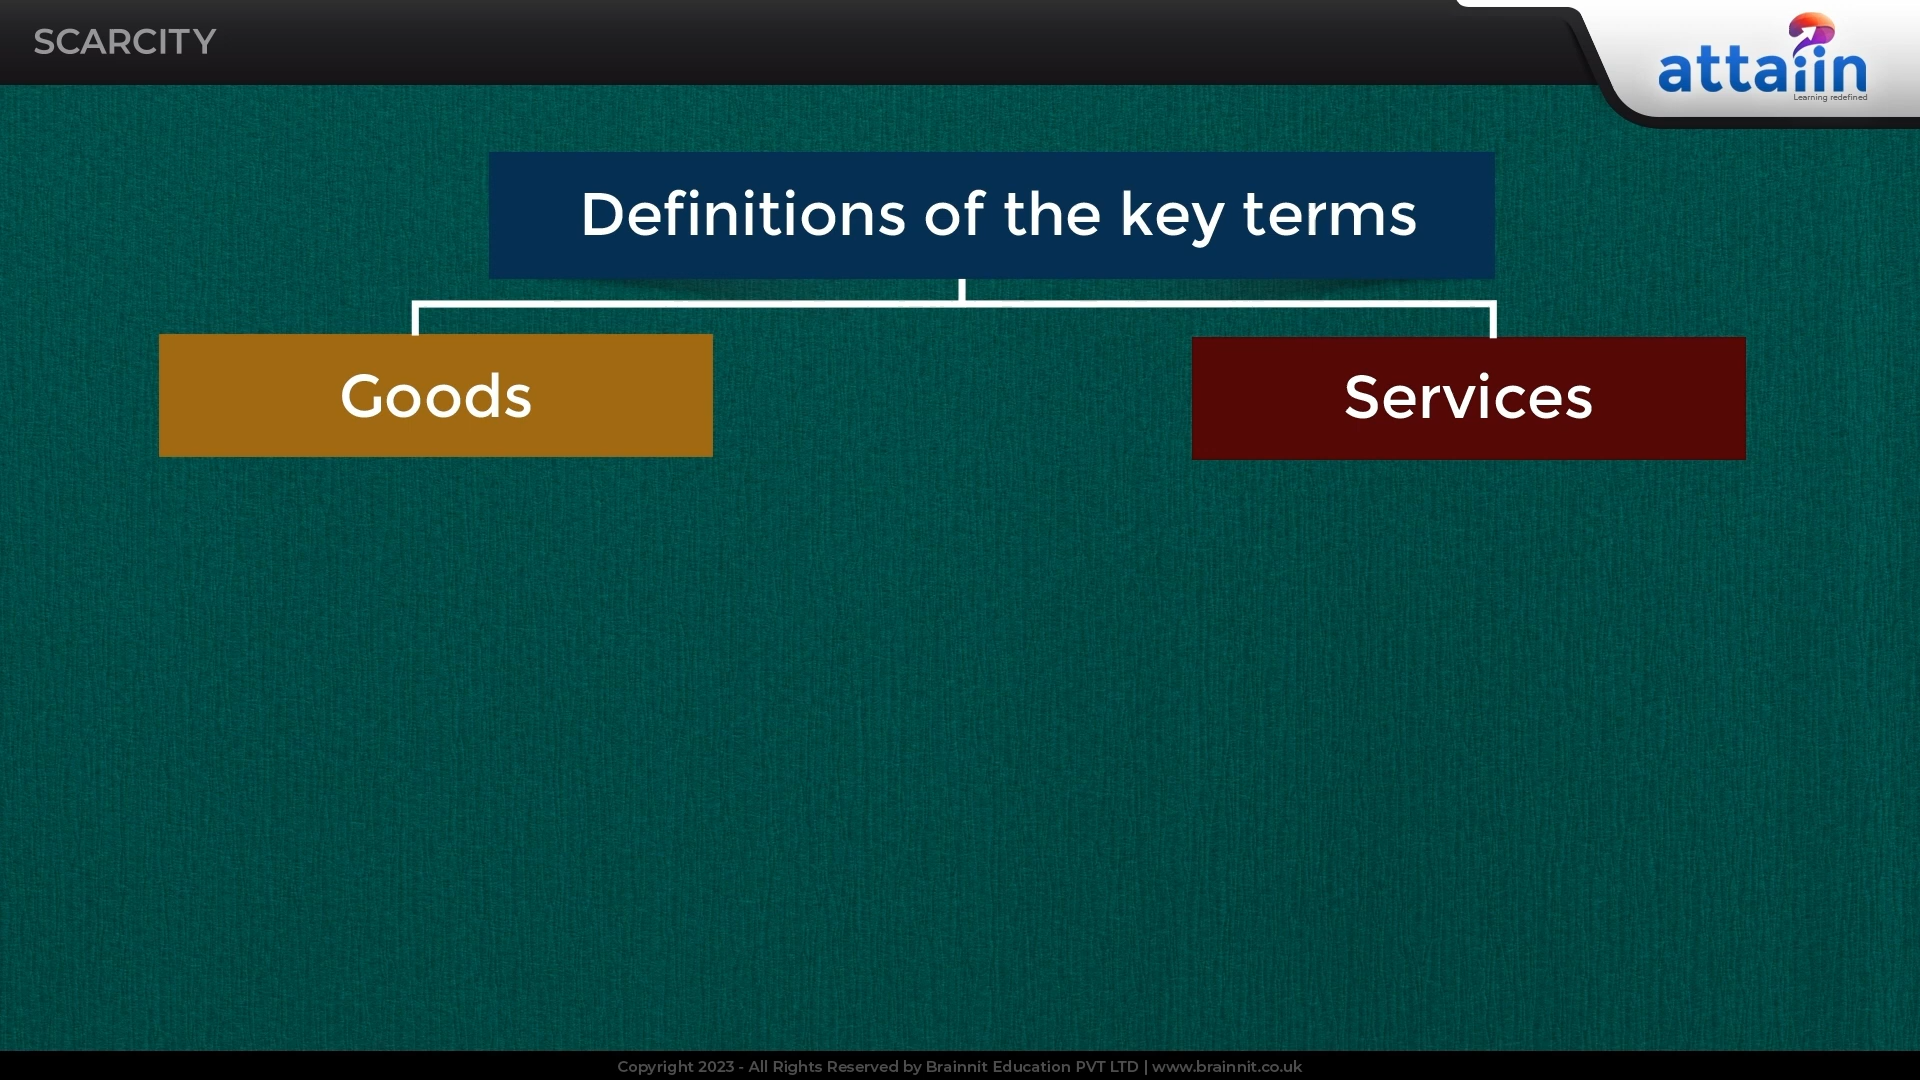 SCARCITY
attaiin
Learning redefined
Definitions of the key terms
Goods
Services
Copyright 2023 - All Rights Reserved by Brainnit Education PVT LTD | www.brainnit.co.uk